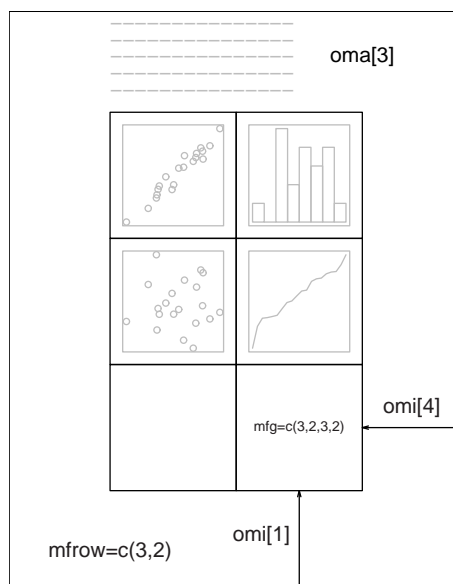 oma[3]
omi[4]
mfg=c(3,2,3,2)
omi[1]
mfrow=c(3,2)